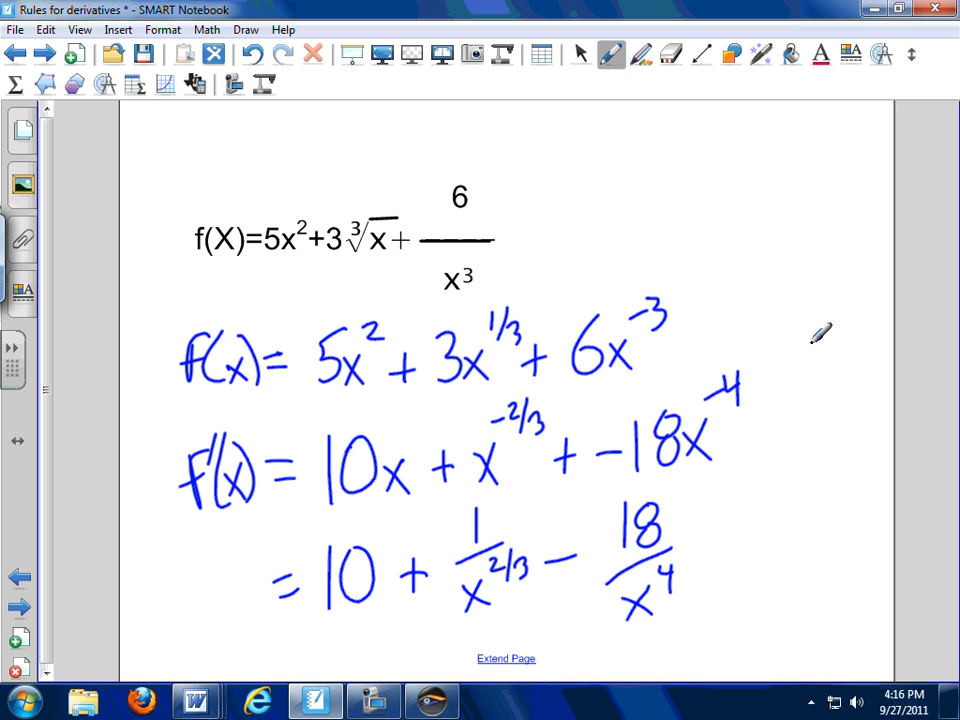 Rules for derivatives * - SMART Notebook
File Edit View Insert Format Math Draw Help
6
f(X)=5x²+3∛x+
x³
f(x)= 5x² + 3x^1/3 + 6x^-3
f'(x) = 10x + x^-2/3 + -18x^-4
= 10 + 1/x^2/3 - 18/x^4
Extend Page
4:16 PM
9/27/2011